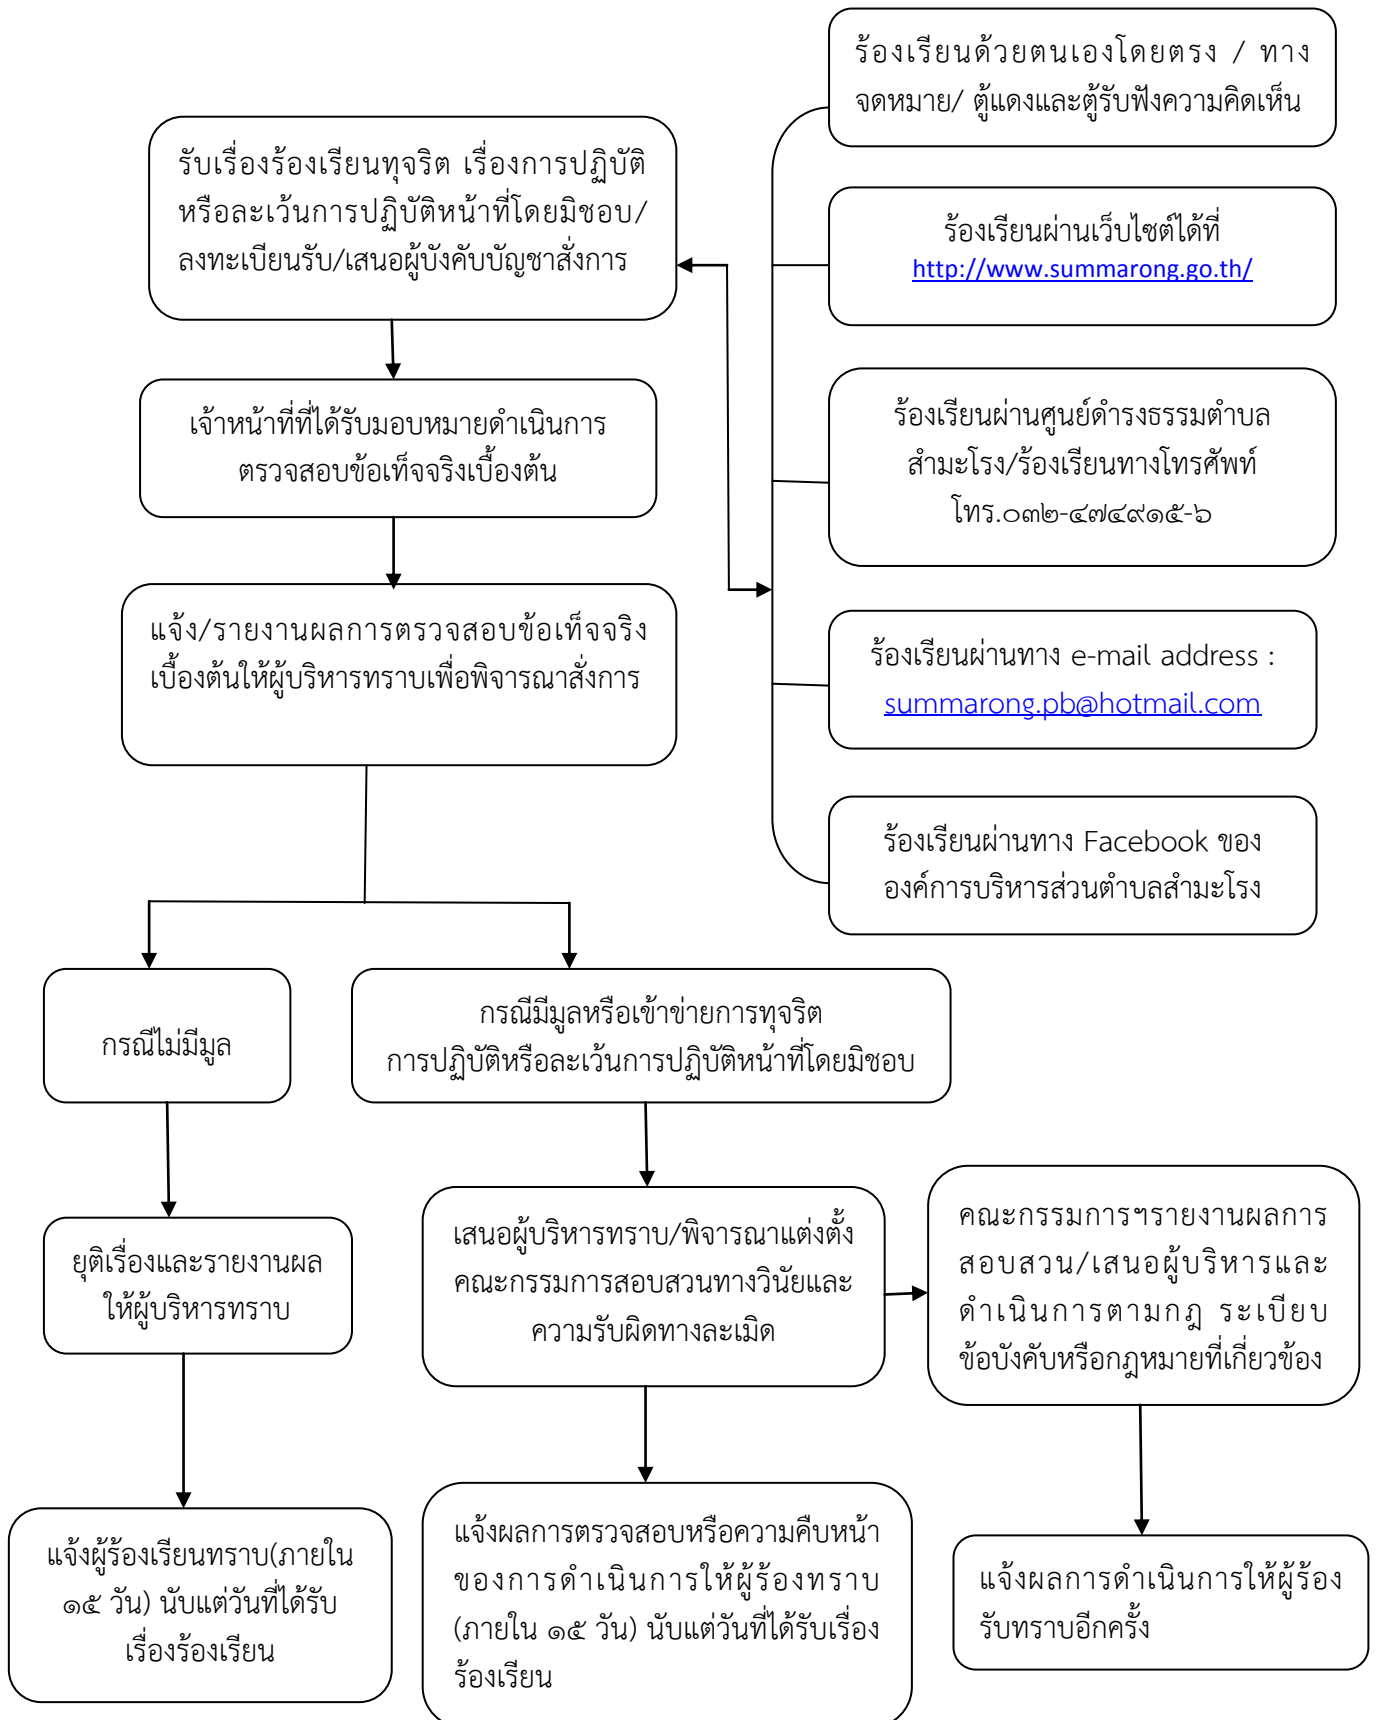 ร้องเรียนด้วยตนเองโดยตรง / ทาง
จดหมาย/ ตู้แดงและตู้รับฟังความคิดเห็น
รับเรื่องร้องเรียนทุจริต เรื่องการปฏิบัติ
หรือละเว้นการปฏิบัติหน้าที่โดยมิชอบ/
ลงทะเบียนรับ/เสนอผู้บังคับบัญชาสั่งการ
ร้องเรียนผ่านเว็บไซต์ได้ที่
http://www.summarong.go.th/
เจ้าหน้าที่ที่ได้รับมอบหมายดำเนินการ
ตรวจสอบข้อเท็จจริงเบื้องต้น
ร้องเรียนผ่านศูนย์ดำรงธรรมตำบล
สำมะโรง/ร้องเรียนทางโทรศัพท์
โทร.๐๓๒-๔๗๔๙๑๕-๖
แจ้ง/รายงานผลการตรวจสอบข้อเท็จจริง
เบื้องต้นให้ผู้บริหารทราบเพื่อพิจารณาสั่งการ
ร้องเรียนผ่านทาง e-mail address :
summarong.pb@hotmail.com
ร้องเรียนผ่านทาง Facebook ของ
องค์การบริหารส่วนตำบลสำมะโรง
กรณีไม่มีมูล
กรณีมีมูลหรือเข้าข่ายการทุจริต
การปฏิบัติหรือละเว้นการปฏิบัติหน้าที่โดยมิชอบ
ยุติเรื่องและรายงานผล
ให้ผู้บริหารทราบ
เสนอผู้บริหารทราบ/พิจารณาแต่งตั้ง
คณะกรรมการสอบสวนทางวินัยและ
ความรับผิดทางละเมิด
คณะกรรมการฯรายงานผลการ
สอบสวน/เสนอผู้บริหารและ
ดำเนินการตามกฎ ระเบียบ
ข้อบังคับหรือกฎหมายที่เกี่ยวข้อง
แจ้งผู้ร้องเรียนทราบ(ภายใน
๑๕ วัน) นับแต่วันที่ได้รับ
เรื่องร้องเรียน
แจ้งผลการตรวจสอบหรือความคืบหน้า
ของการดำเนินการให้ผู้ร้องทราบ
(ภายใน ๑๕ วัน) นับแต่วันที่ได้รับเรื่อง
ร้องเรียน
แจ้งผลการดำเนินการให้ผู้ร้อง
รับทราบอีกครั้ง